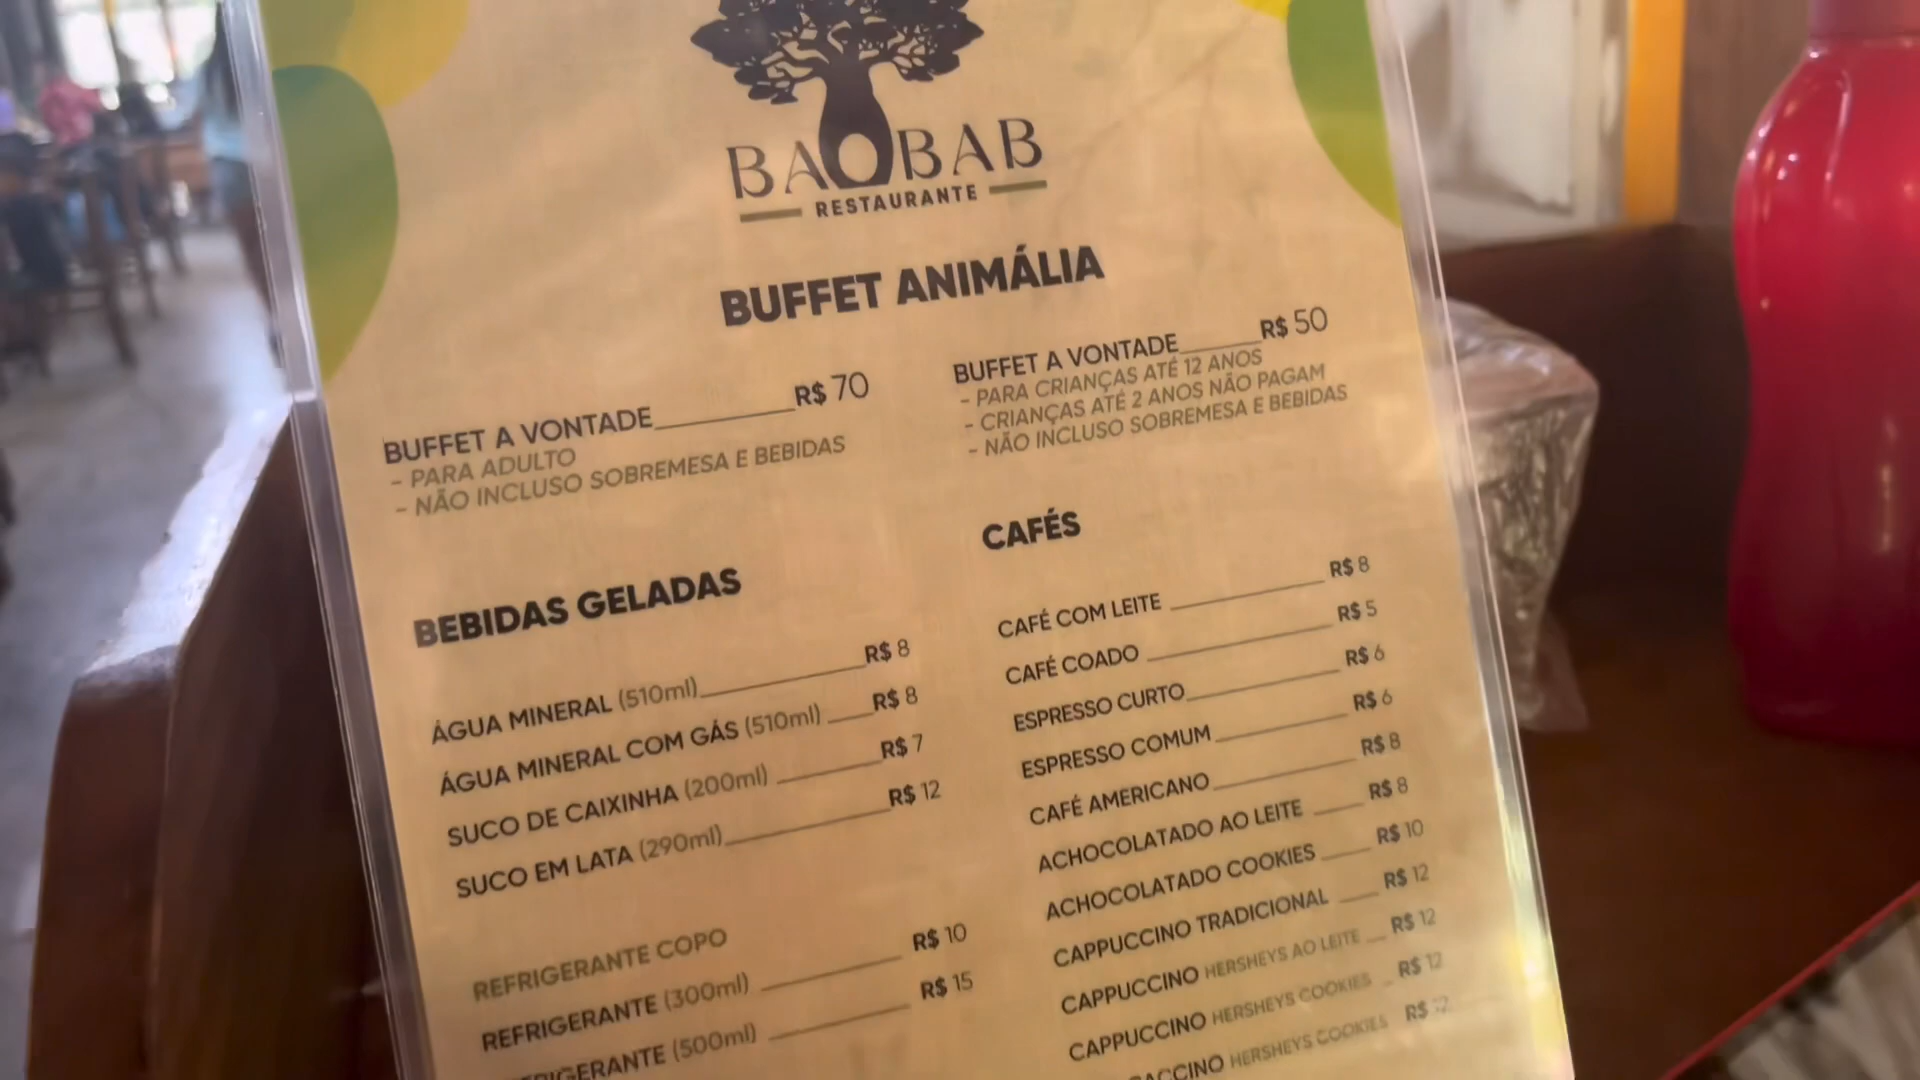 BAOBAB
RESTAURANTE
BUFFET ANIMÁLIA
BUFFET A VONTADE R$ 70
- PARA ADULTO
- NÃO INCLUSO SOBREMESA E BEBIDAS
BUFFET A VONTADE R$ 50
- PARA CRIANÇAS ATÉ 12 ANOS
- CRIANÇAS ATÉ 2 ANOS NÃO PAGAM
- NÃO INCLUSO SOBREMESA E BEBIDAS
BEBIDAS GELADAS
ÁGUA MINERAL (510ml) R$ 8
ÁGUA MINERAL COM GÁS (510ml) R$ 8
SUCO DE CAIXINHA (200ml) R$ 7
SUCO EM LATA (290ml) R$ 12
REFRIGERANTE COPO
REFRIGERANTE (300ml) R$ 10
(500ml) R$ 15
CAFÉS
CAFÉ COM LEITE R$ 8
CAFÉ COADO R$ 5
ESPRESSO CURTO R$ 6
ESPRESSO COMUM R$ 6
CAFÉ AMERICANO R$ 8
ACHOCOLATADO AO LEITE R$ 8
ACHOCOLATADO COOKIES R$ 10
CAPPUCCINO TRADICIONAL R$ 12
CAPPUCCINO HERSHEYS AO LEITE R$ 12
CAPPUCCINO HERSHEYS COOKIES R$ 12
HERSHEYS COOKIES R$